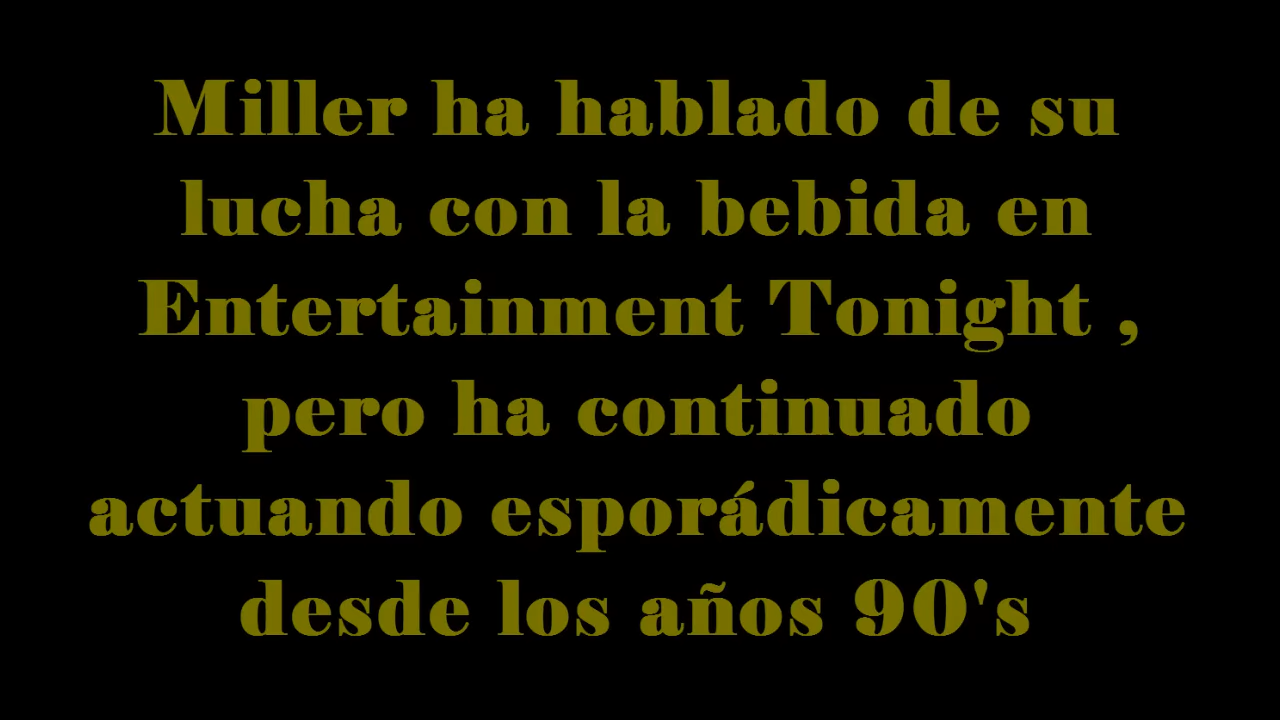 Miller ha hablado de su
lucha con la bebida en
Entertainment Tonight ,
pero ha continuado
actuando esporádicamente
desde los años 90's